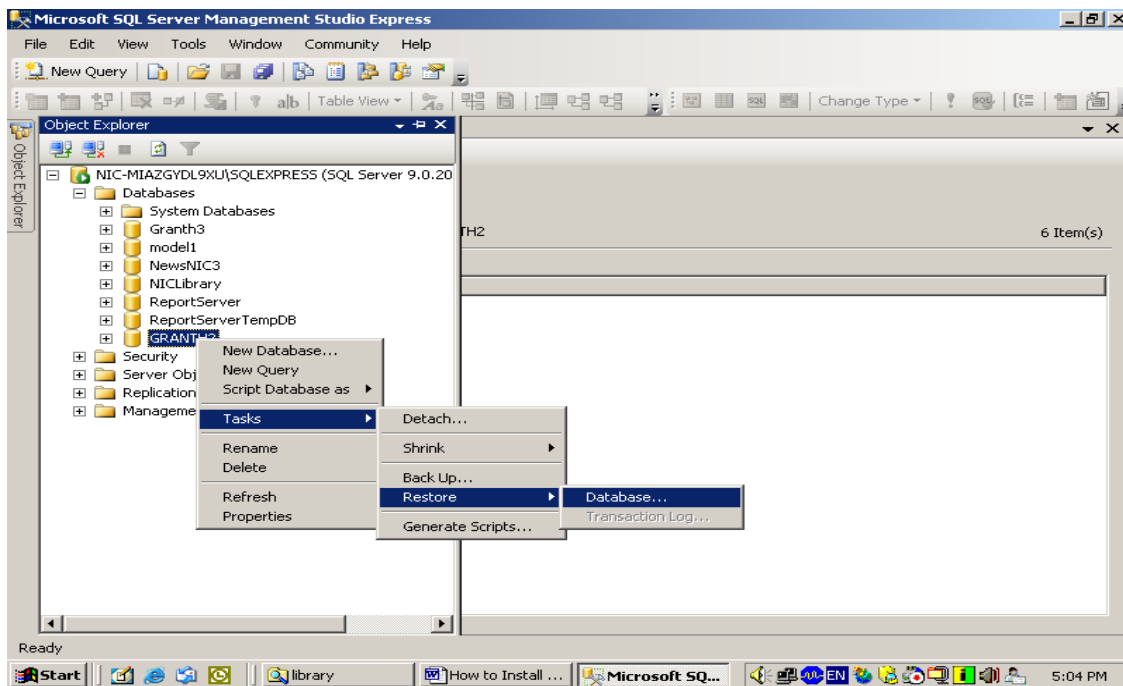 Microsoft SQL Server Management Studio Express
File Edit View Tools Window Community Help
New Query
Table View Change Type
Object Explorer
Object Explorer
NIC-MIAZGYDL9XU\SQLEXPRESS (SQL Server 9.0.20
Databases
System Databases
Granth3
model1
NewsNIC3
NICLibrary
ReportServer
ReportServerTempDB
GRANTH2
Security
Server Obj
Replication
Manageme
TH2 6 Item(s)
New Database...
New Query
Script Database as
Tasks
Rename
Delete
Refresh
Properties
Detach...
Shrink
Back Up...
Restore
Generate Scripts...
Database...
Transaction Log...
Ready
Start library How to Install ... Microsoft SQ... EN 5:04 PM